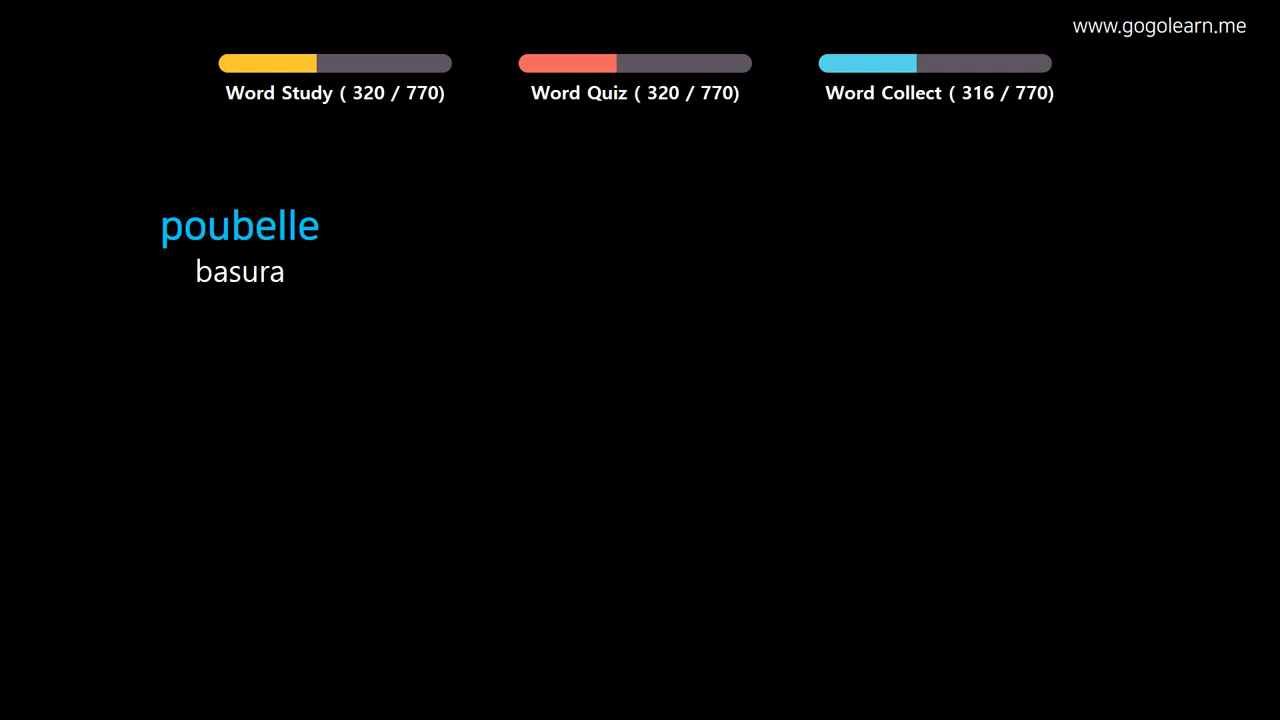 www.gogolearn.me
Word Study ( 320 / 770)
Word Quiz ( 320 / 770)
Word Collect ( 316 / 770)
poubelle
basura